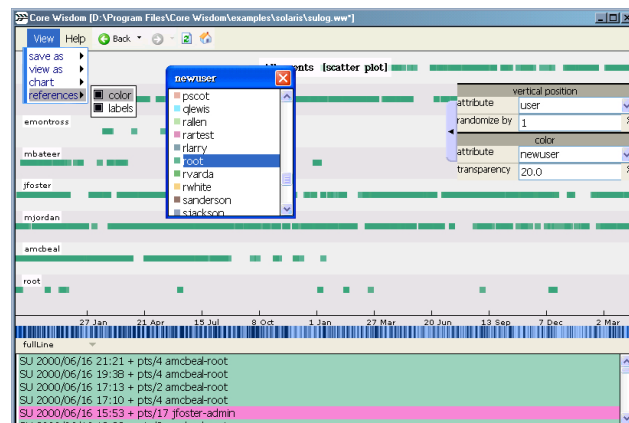 Core Wisdom [D:\Program Files\Core Wisdom\examples\solaris\sulog.ww*]
View Help Back
save as
view as
chart
references
color
labels
[scatter plot]
newuser
pscot
qlewis
rallen
rartest
rlarry
root
rvarda
rwhite
sanderson
sjackson
vertical position
attribute user
randomize by 1
color
attribute newuser
transparency 20.0
emontross
mbateer
jfoster
mjordan
amcbeal
root
27 Jan 21 Apr 15 Jul 8 Oct 1 Jan 27 Mar 20 Jun 13 Sep 7 Dec 2 Mar
fullLine
SU 2000/06/16 21:21 + pts/4 amcbeal-root
SU 2000/06/16 19:38 + pts/4 amcbeal-root
SU 2000/06/16 17:13 + pts/2 amcbeal-root
SU 2000/06/16 17:10 + pts/4 amcbeal-root
SU 2000/06/16 15:53 + pts/17 jfoster-admin